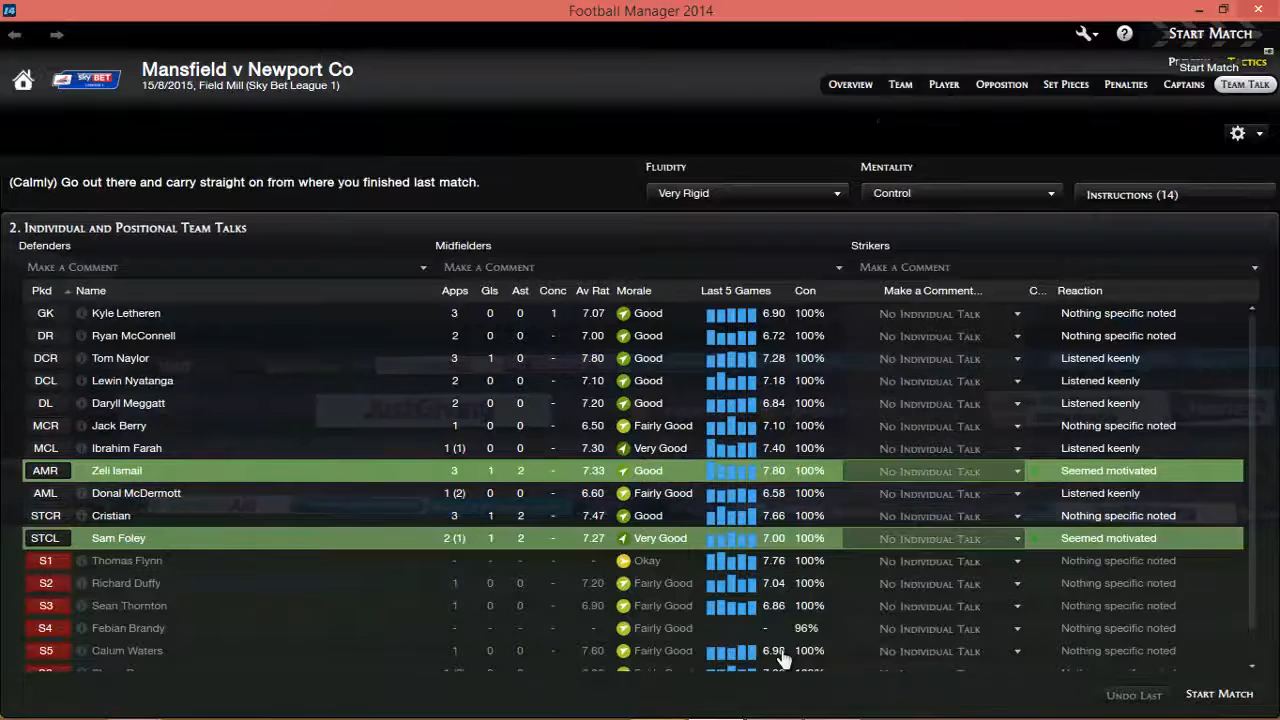 Football Manager 2014
START MATCH
Mansfield v Newport Co
15/8/2015, Field Mill (Sky Bet League 1)
sky BET
Start Match
TACTICS
OVERVIEW TEAM PLAYER OPPOSITION SET PIECES PENALTIES CAPTAINS TEAM TALK
FLUIDITY MENTALITY
(Calmly) Go out there and carry straight on from where you finished last match.
Very Rigid Control INSTRUCTIONS (14)
2. INDIVIDUAL AND POSITIONAL TEAM TALKS
Defenders Midfielders Strikers
MAKE A COMMENT MAKE A COMMENT MAKE A COMMENT
Pkd Name Apps Gls Ast Conc Av Rat Morale Last 5 Games Con Make a Comment... C... Reaction
GK Kyle Letheren 3 0 0 1 7.07 Good 6.90 100% NO INDIVIDUAL TALK Nothing specific noted
DR Ryan McConnell 2 0 0 - 7.00 Good 6.72 100% NO INDIVIDUAL TALK Nothing specific noted
DCR Tom Naylor 3 1 0 - 7.80 Good 7.28 100% NO INDIVIDUAL TALK Listened keenly
DCL Lewin Nyatanga 2 0 0 - 7.10 Good 7.18 100% NO INDIVIDUAL TALK Listened keenly
DL Daryll Meggatt 2 0 0 - 7.20 Good 6.84 100% NO INDIVIDUAL TALK Listened keenly
MCR Jack Berry 1 0 0 - 6.50 Fairly Good 7.10 100% NO INDIVIDUAL TALK Nothing specific noted
MCL Ibrahim Farah 1 (1) 0 0 - 7.30 Very Good 7.40 100% NO INDIVIDUAL TALK Listened keenly
AMR Zeli Ismail 3 1 2 - 7.33 Good 7.80 100% NO INDIVIDUAL TALK Seemed motivated
AML Donal McDermott 1 (2) 0 0 - 6.60 Fairly Good 6.58 100% NO INDIVIDUAL TALK Listened keenly
STCR Cristian 3 1 2 - 7.47 Good 7.66 100% NO INDIVIDUAL TALK Nothing specific noted
STCL Sam Foley 2 (1) 1 2 - 7.27 Very Good 7.00 100% NO INDIVIDUAL TALK Seemed motivated
S1 Thomas Flynn - - - - - Okay 7.76 100% NO INDIVIDUAL TALK Nothing specific noted
S2 Richard Duffy 1 0 0 - 7.20 Fairly Good 7.04 100% NO INDIVIDUAL TALK Nothing specific noted
S3 Sean Thornton 1 0 0 - 6.90 Fairly Good 6.86 100% NO INDIVIDUAL TALK Nothing specific noted
S4 Febian Brandy - - - - - Fairly Good - 96% NO INDIVIDUAL TALK Nothing specific noted
S5 Calum Waters 1 0 0 - 7.60 Fairly Good 6.98 100% NO INDIVIDUAL TALK Nothing specific noted
UNDO LAST START MATCH